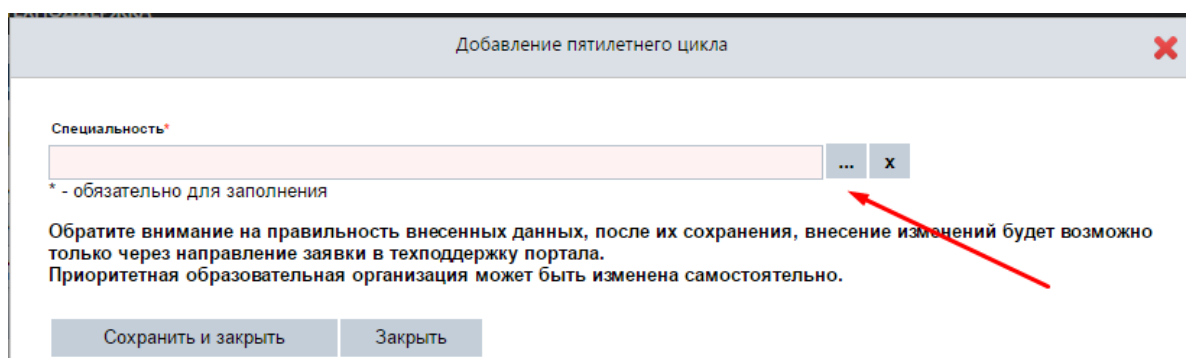 Добавление пятилетнего цикла
Специальность*
... x
* - обязательно для заполнения
Обратите внимание на правильность внесенных данных, после их сохранения, внесение изменений будет возможно
только через направление заявки в техподдержку портала.
Приоритетная образовательная организация может быть изменена самостоятельно.
Сохранить и закрыть Закрыть